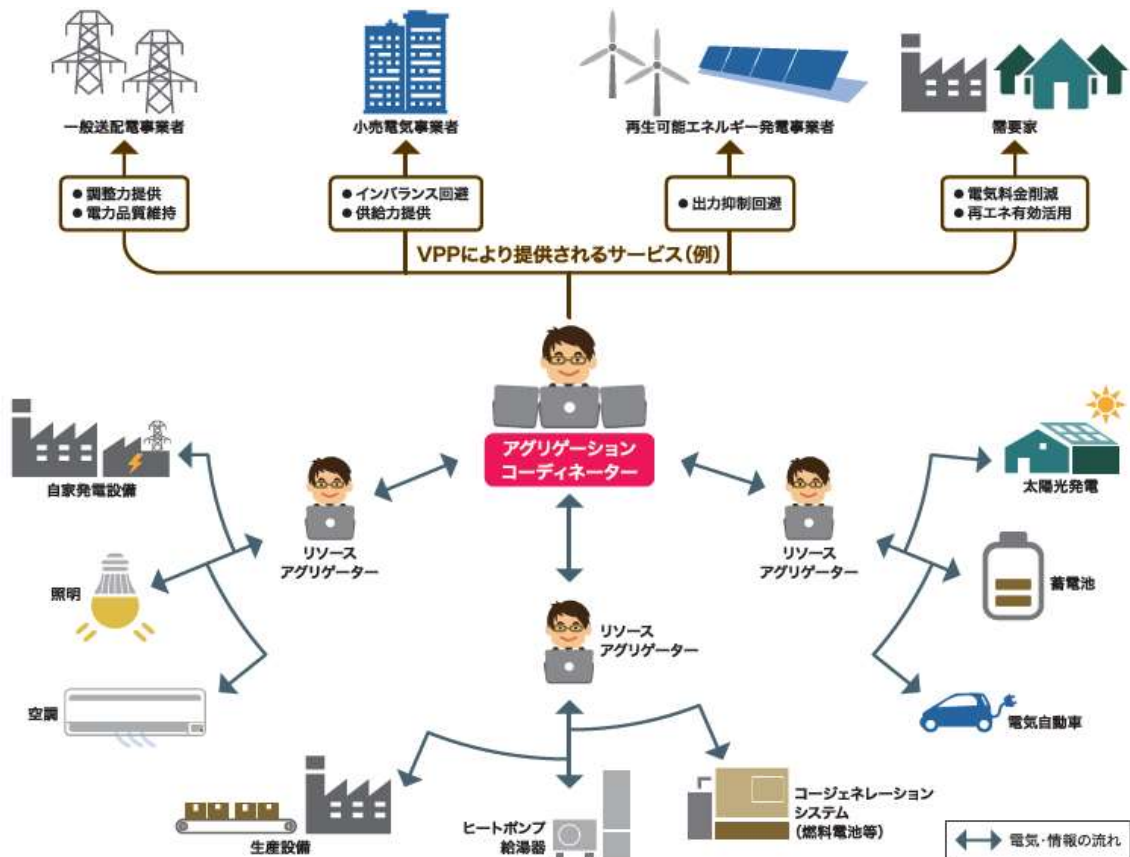 一般送配電事業者
小売電気事業者
再生可能エネルギー発電事業者
需要家
● 調整力提供
● 電力品質維持
● インバランス回避
● 供給力提供
● 出力抑制回避
● 電気料金削減
● 再エネ有効活用
VPPにより提供されるサービス(例)
アグリゲーション
コーディネーター
自家発電設備
リソース
アグリゲーター
リソース
アグリゲーター
太陽光発電
照明
蓄電池
リソース
アグリゲーター
空調
電気自動車
生産設備
ヒートポンプ
給湯器
コージェネレーション
システム
(燃料電池等)
電気・情報の流れ